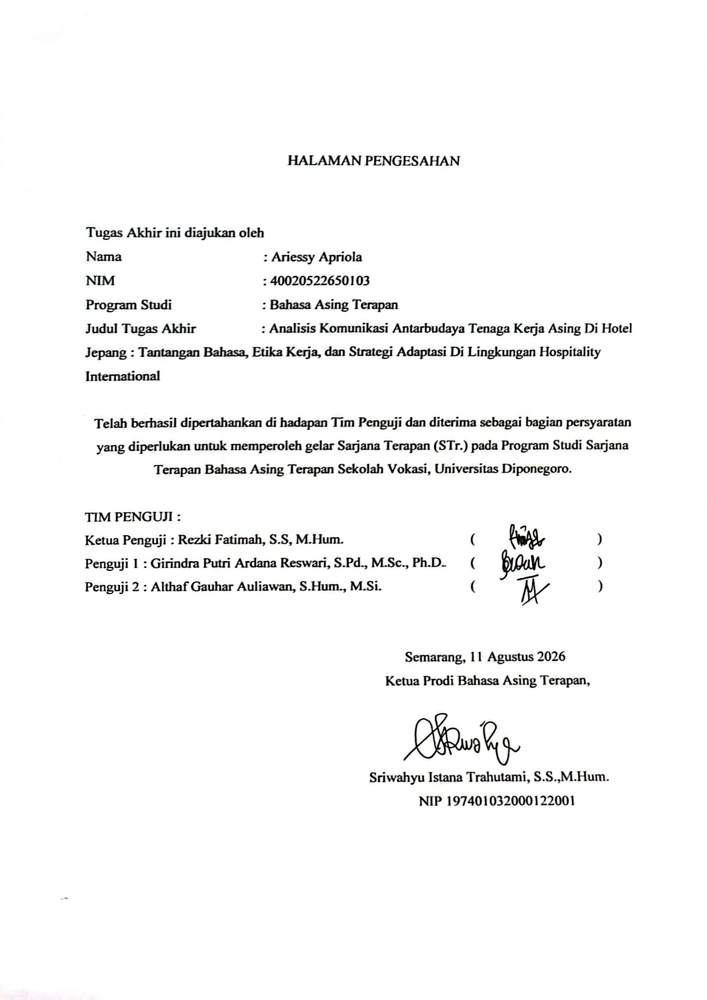 HALAMAN PENGESAHAN
Tugas Akhir ini diajukan oleh
Nama : Ariessy Apriola
NIM : 40020522650103
Program Studi : Bahasa Asing Terapan
Judul Tugas Akhir : Analisis Komunikasi Antarbudaya Tenaga Kerja Asing Di Hotel
Jepang : Tantangan Bahasa, Etika Kerja, dan Strategi Adaptasi Di Lingkungan Hospitality
International
Telah berhasil dipertahankan di hadapan Tim Penguji dan diterima sebagai bagian persyaratan
yang diperlukan untuk memperoleh gelar Sarjana Terapan (STr.) pada Program Studi Sarjana
Terapan Bahasa Asing Terapan Sekolah Vokasi, Universitas Diponegoro.
TIM PENGUJI :
Ketua Penguji : Rezki Fatimah, S.S, M.Hum. ( )
Penguji 1 : Girindra Putri Ardana Reswari, S.Pd., M.Sc., Ph.D.. ( )
Penguji 2 : Althaf Gauhar Auliawan, S.Hum., M.Si. ( )
Semarang, 11 Agustus 2026
Ketua Prodi Bahasa Asing Terapan,
Sriwahyu Istana Trahutami, S.S.,M.Hum.
NIP 197401032000122001